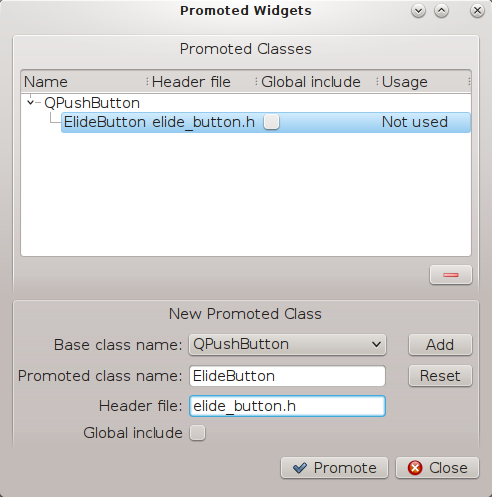 Promoted Widgets
Promoted Classes
Name Header file Global include Usage
QPushButton
ElideButton elide_button.h Not used
New Promoted Class
Base class name: QPushButton Add
Promoted class name: ElideButton Reset
Header file: elide_button.h
Global include
Promote Close